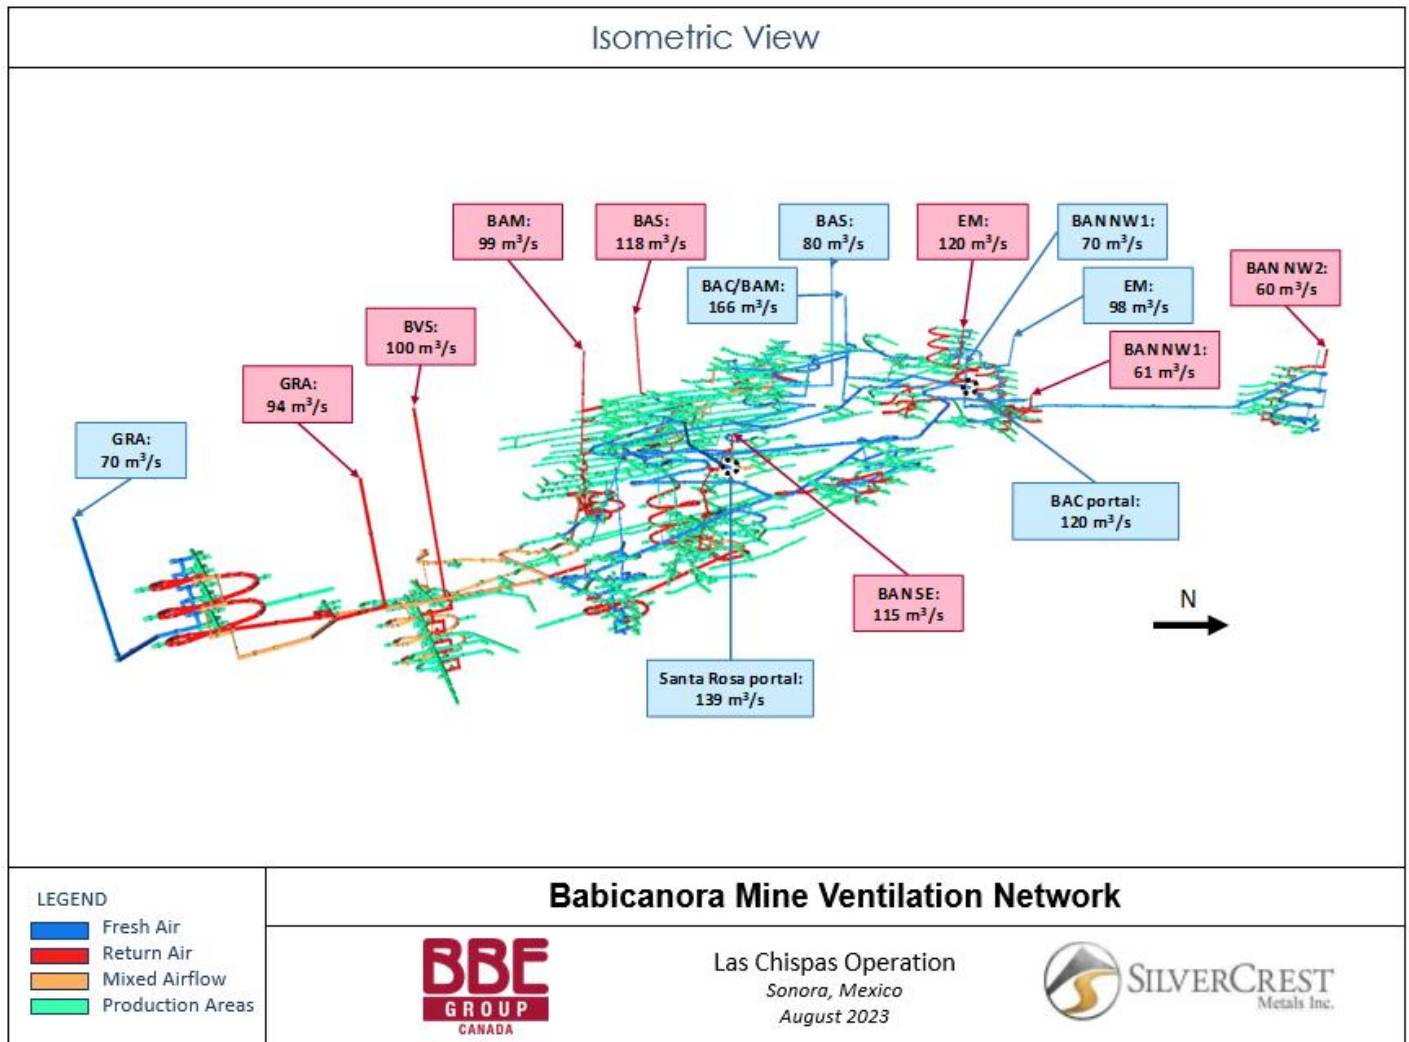 Isometric View
BAM:
99 m³/s
BAS:
118 m³/s
BAS:
80 m³/s
EM:
120 m³/s
BAN NW1:
70 m³/s
BAN NW2:
60 m³/s
BAC/BAM:
166 m³/s
EM:
98 m³/s
BVS:
100 m³/s
BAN NW1:
61 m³/s
GRA:
94 m³/s
GRA:
70 m³/s
BAC portal:
120 m³/s
BAN SE:
115 m³/s
N
Santa Rosa portal:
139 m³/s
LEGEND
Fresh Air
Return Air
Mixed Airflow
Production Areas
Babicanora Mine Ventilation Network
BBE
GROUP
CANADA
Las Chispas Operation
Sonora, Mexico
August 2023
SILVERCREST
Metals Inc.